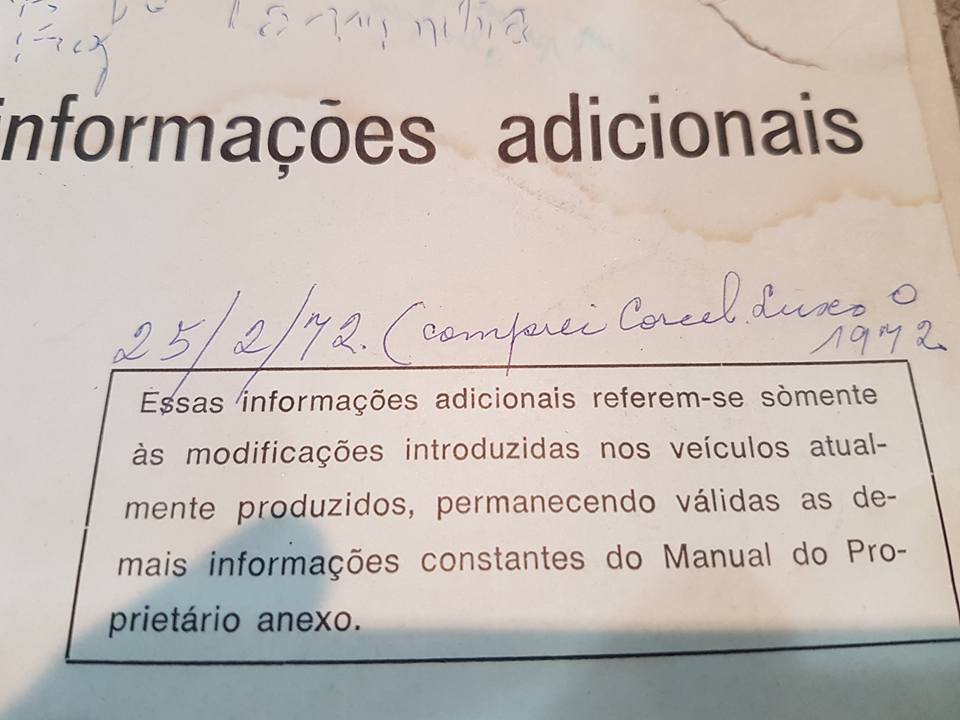 informações adicionais
25/2/72. (comprei Corcel Luxo 0
1972.
Essas informações adicionais referem-se sòmente
às modificações introduzidas nos veículos atual-
mente produzidos, permanecendo válidas as de-
mais informações constantes do Manual do Pro-
prietário anexo.